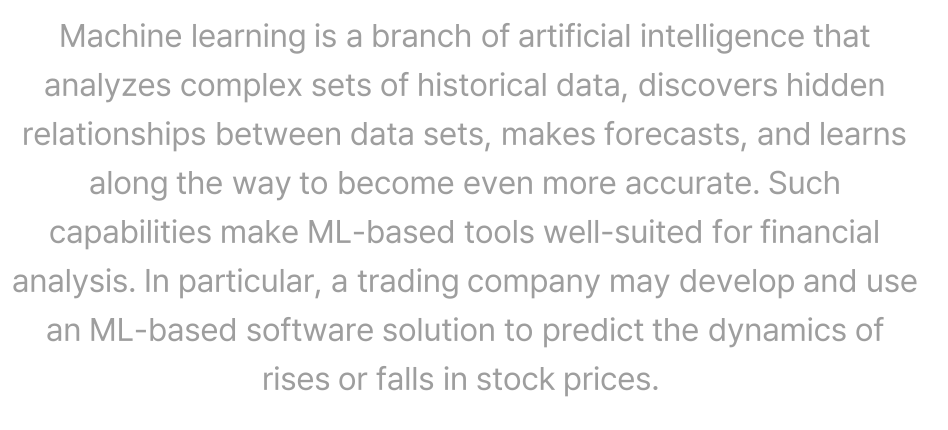 Machine learning is a branch of artificial intelligence that
analyzes complex sets of historical data, discovers hidden
relationships between data sets, makes forecasts, and learns
along the way to become even more accurate. Such
capabilities make ML-based tools well-suited for financial
analysis. In particular, a trading company may develop and use
an ML-based software solution to predict the dynamics of
rises or falls in stock prices.